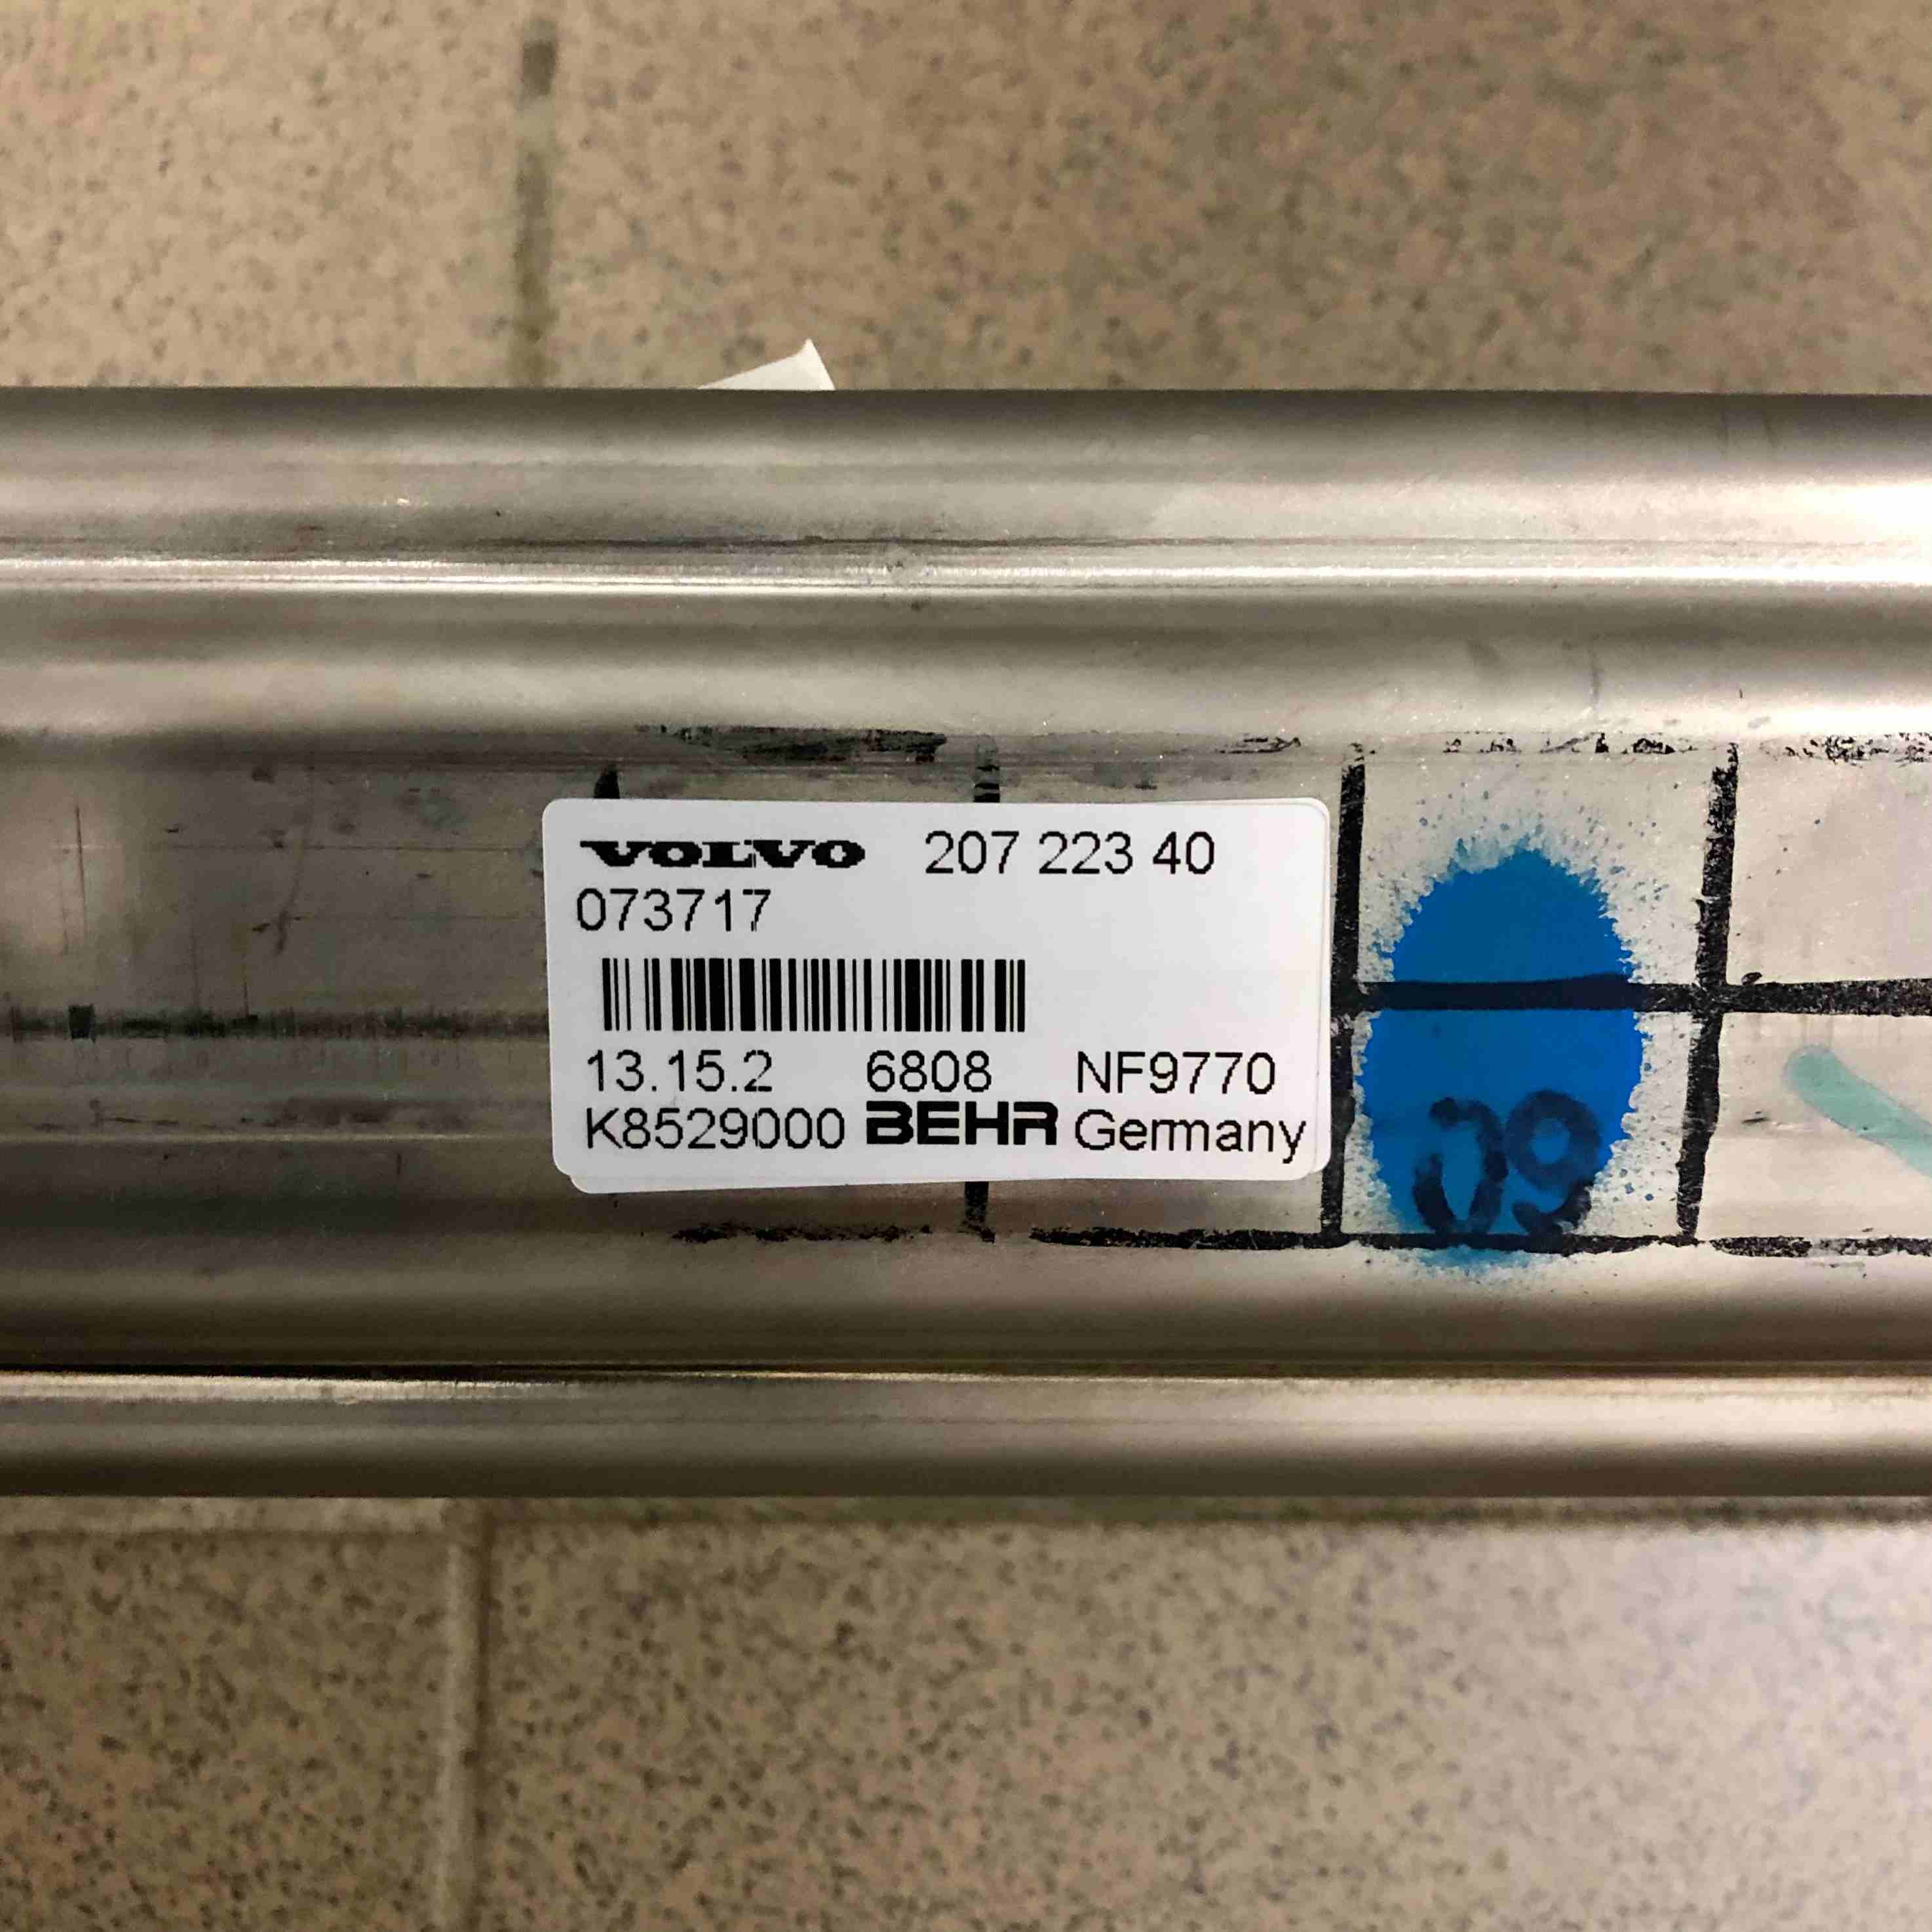 VOLVO 207 223 40
073717
13.15.2 6808 NF9770
K8529000 BEHR Germany
09